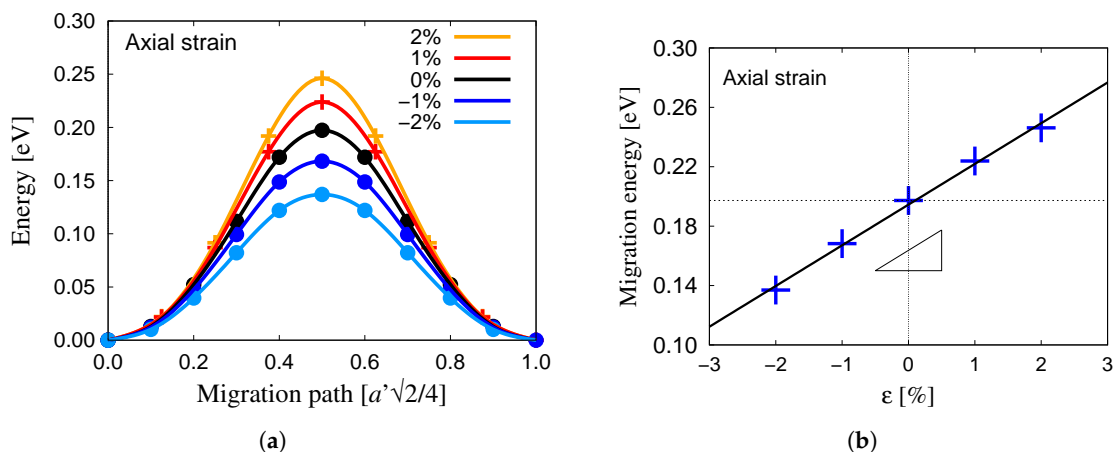 Axial strain
2%
1%
0%
−1%
−2%
Energy [eV]
0.30
0.25
0.20
0.15
0.10
0.05
0.00
0.0 0.2 0.4 0.6 0.8 1.0
Migration path [a’√2/4]
(a)
Axial strain
Migration energy [eV]
0.30
0.26
0.22
0.18
0.14
0.10
−3 −2 −1 0 1 2 3
ε [%]
(b)